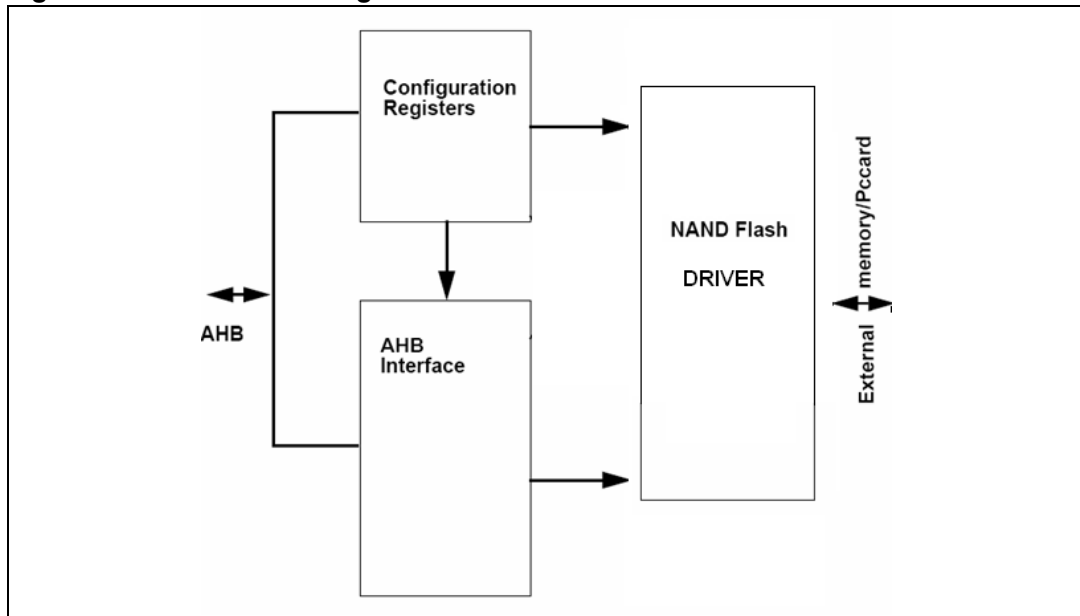 Configuration
Registers
NAND Flash
DRIVER
AHB
AHB
Interface
External memory/Pccard